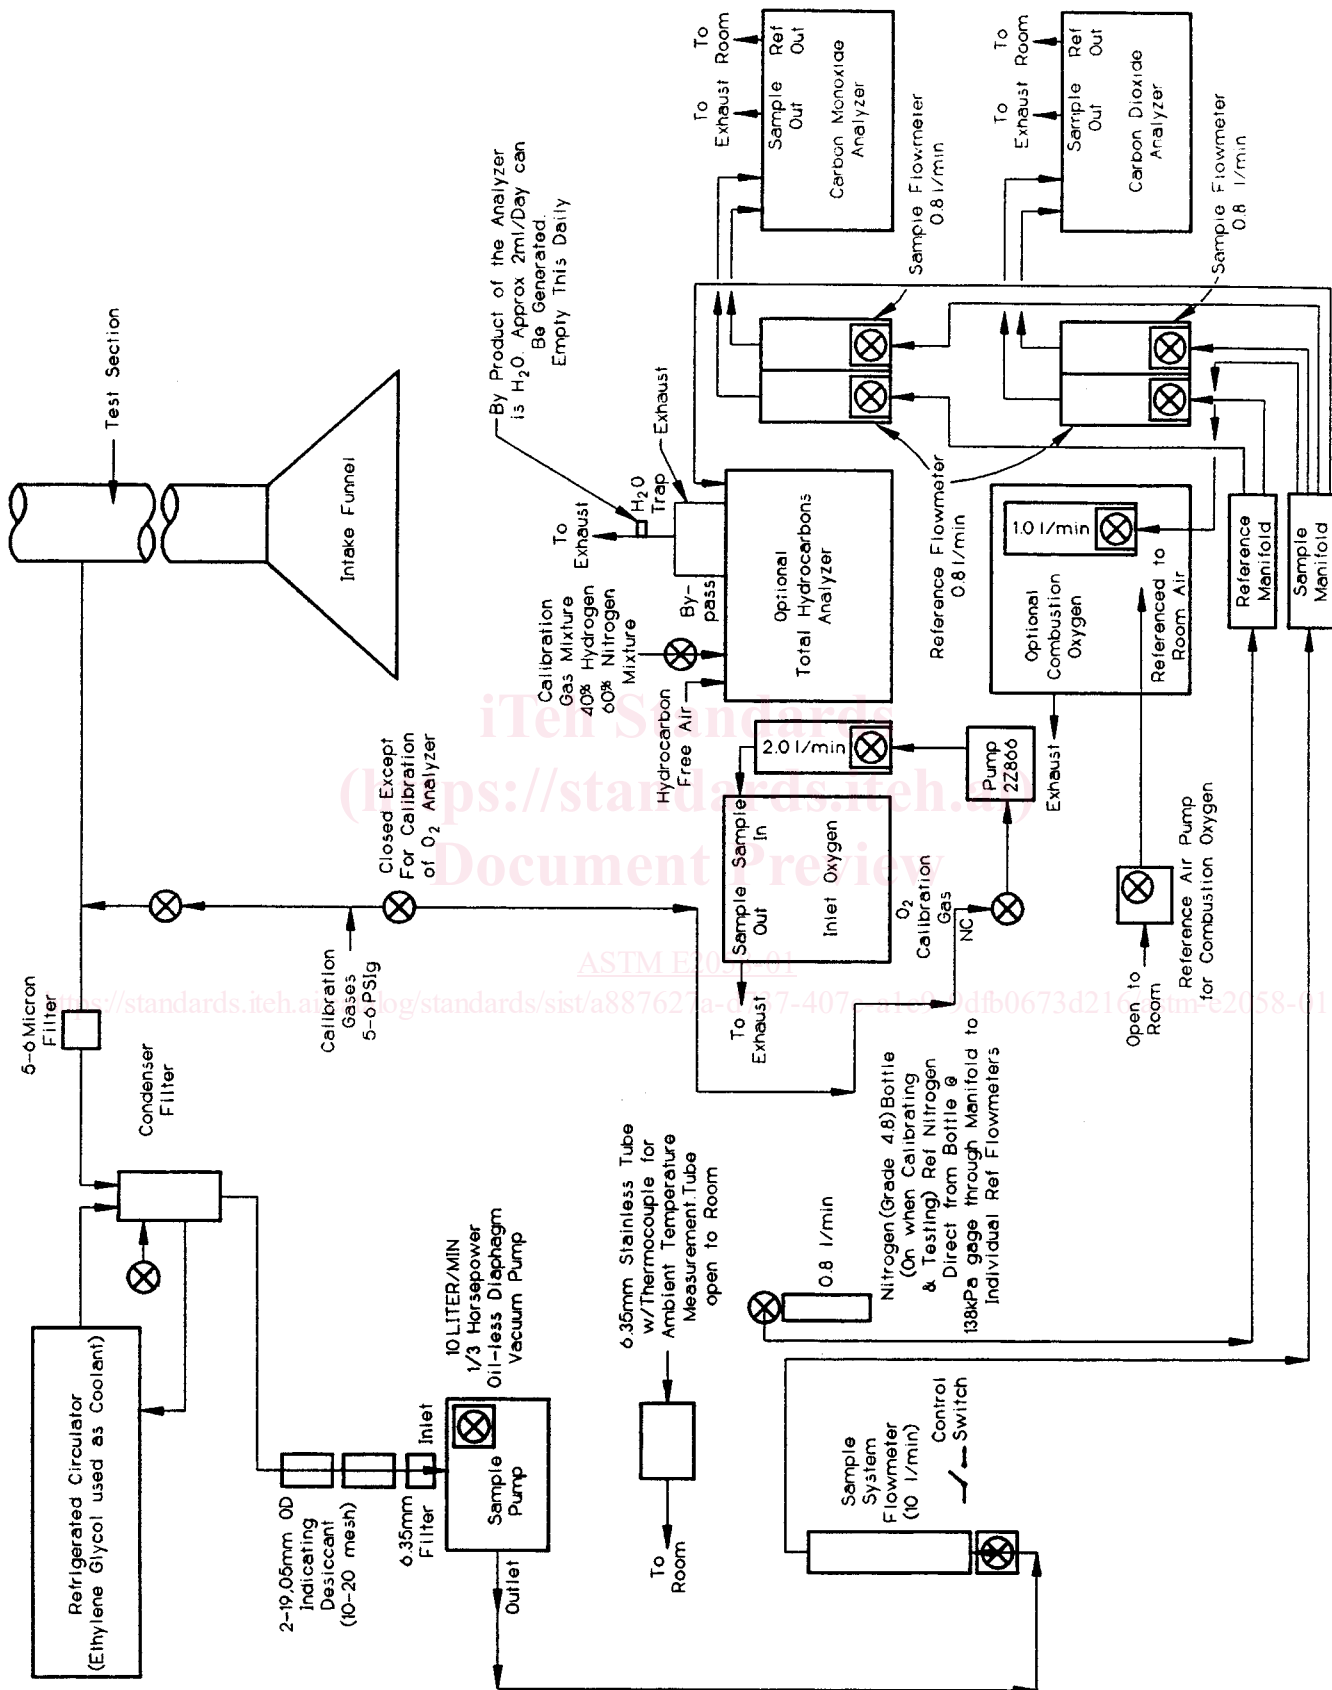 Test Section
Intake Funnel
5-6 Micron
Filter
Condenser
Filter
Refrigerated Circulator
(Ethylene Glycol used as Coolant)
Calibration
Gases
5-6 PSIg
Closed Except
For Calibration
of O2 Analyzer
2-19,05mm OD
Indicating
Desiccant
(10-20 mesh)
6.35mm
Filter
Inlet
10 LITER/MIN
1/3 Horsepower
Oil-less Diaphagm
Vacuum Pump
Sample
Pump
Outlet
6.35mm Stainless Tube
w/Thermocouple for
Ambient Temperature
Measurement.Tube
open to Room
To
Room
0.8 l/min
Nitrogen (Grade 4.8) Bottle
(On when Calibrating
& Testing) Ref Nitrogen
Direct from Bottle @
138kPa gage through Manifold to
Individual Ref Flowmeters
Sample
System
Flowmeter
(10 l/min)
Control
Switch
By Product of the Analyzer
is H2O. Approx 2ml/Day can
Be Generated.
Empty This Daily
To
Exhaust
H2O
Trap
Exhaust
By-
pass
Calibration
Gas Mixture
40% Hydrogen
60% Nitrogen
Mixture
Hydrocarbon
Free Air
Optional
Total Hydrocarbons
Analyzer
2.0 l/min
Sample
In
Sample
Out
Inlet Oxygen
To
Exhaust
O2
Calibration
Gas
NC
Pump
2Z866
Exhaust
Optional
Combustion
Oxygen
1.0 l/min
Referenced to
Room Air
Open to
Room
Reference Air Pump
for Combustion Oxygen
Reference Flowmeter
0.8 l/min
Reference
Manifold
Sample
Manifold
To
Exhaust
To
Room
Sample
Out
Ref
Out
Carbon Monoxide
Analyzer
Sample Flowmeter
0.8 l/min
To
Exhaust
To
Room
Sample
Out
Ref
Out
Carbon Dioxide
Analyzer
Sample Flowmeter
0.8 l/min
iTeh Standards
(https://standards.iteh.ai)
Document Preview
ASTM E2058-01